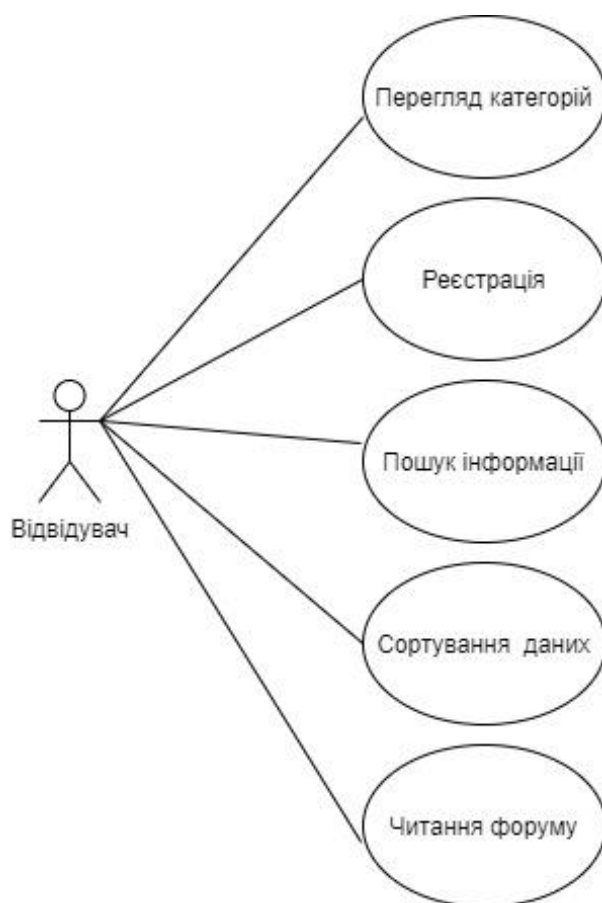 Перегляд категорій
Реєстрація
Пошук інформації
Відвідувач
Сортування  даних
Читання форуму